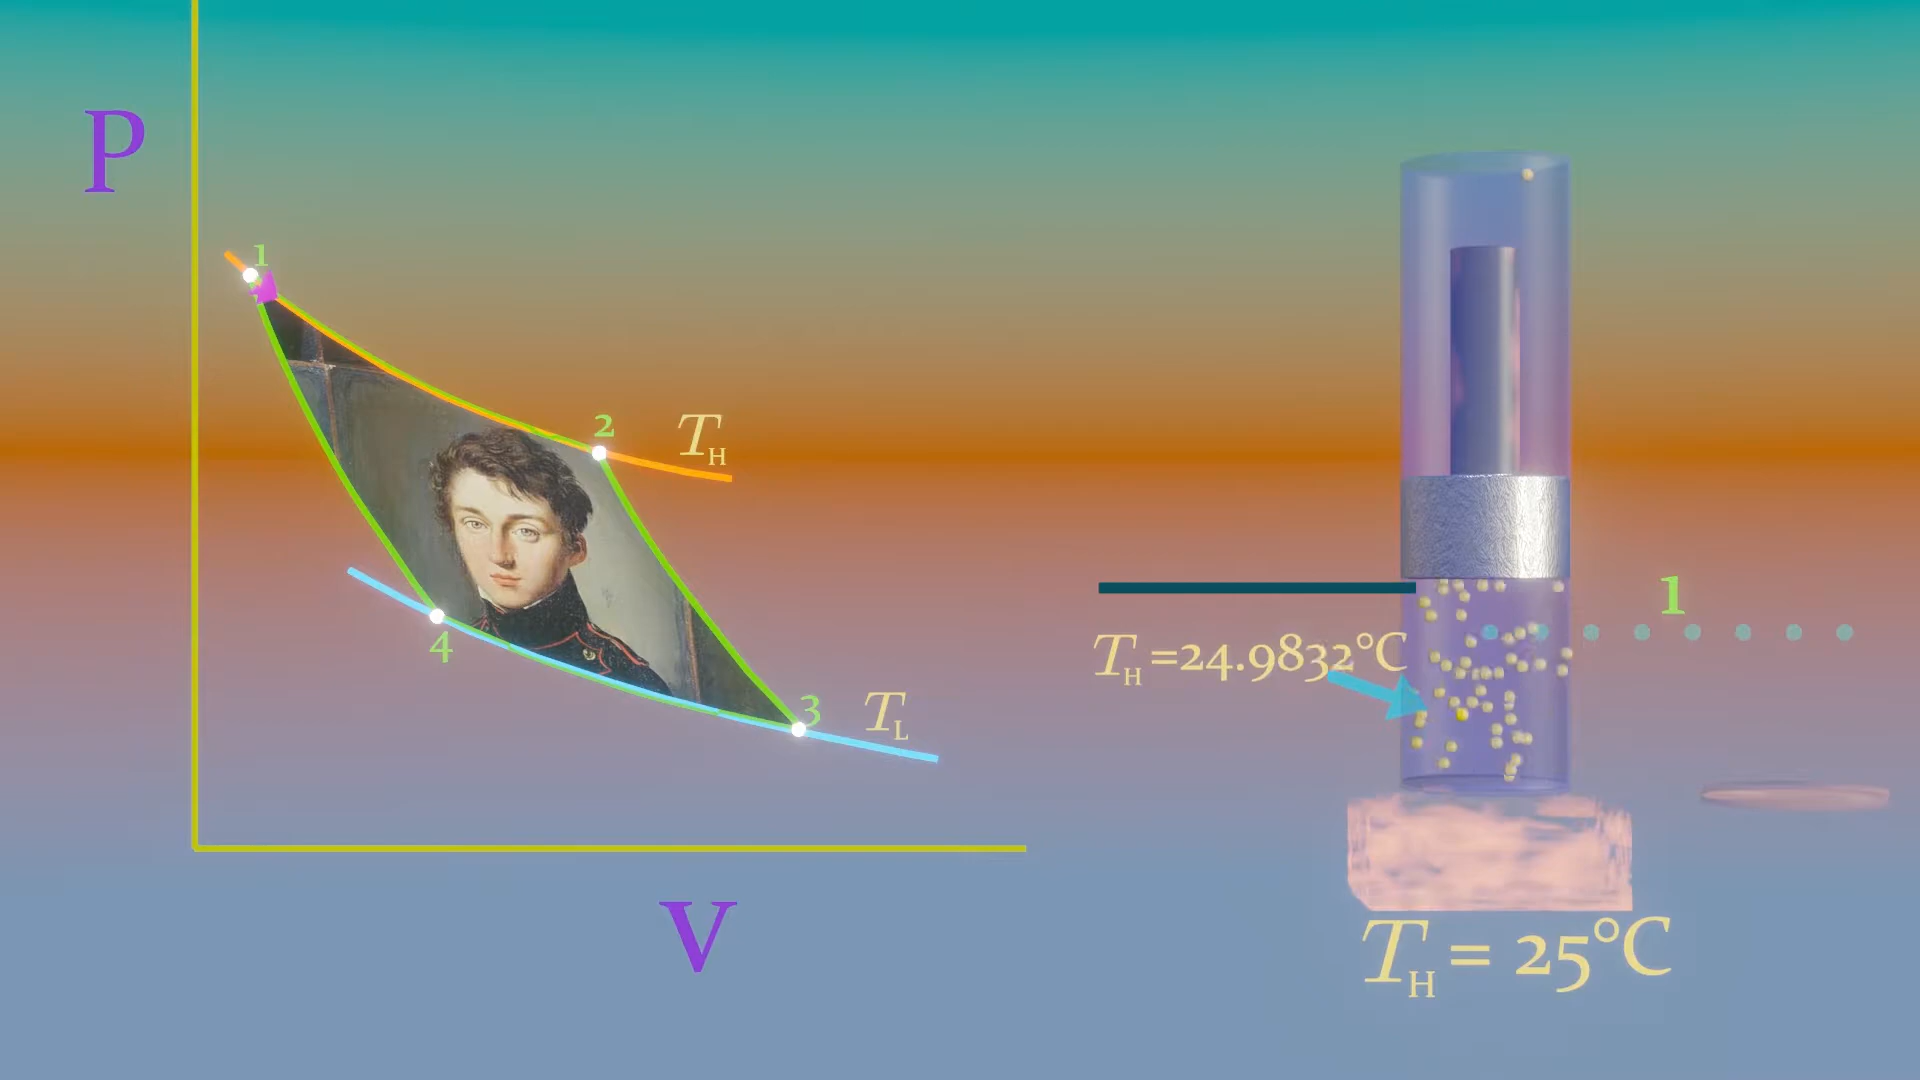 P
1
2
T_H
4
3
T_L
V
1
T_H=24.9832°C
T_H = 25°C